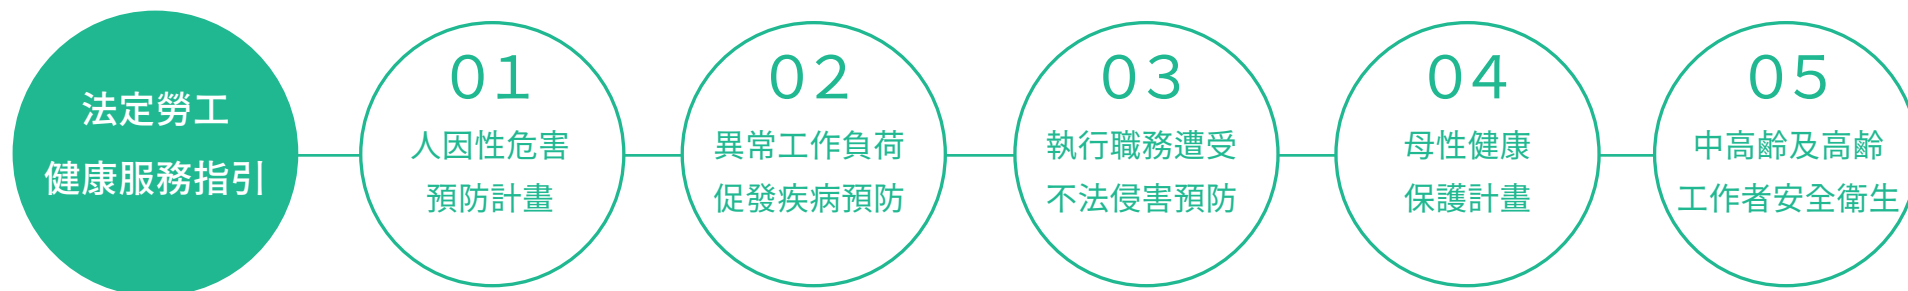 法定勞工
健康服務指引
01
人因性危害
預防計畫
02
異常工作負荷
促發疾病預防
03
執行職務遭受
不法侵害預防
04
母性健康
保護計畫
05
中高齡及高齡
工作者安全衛生